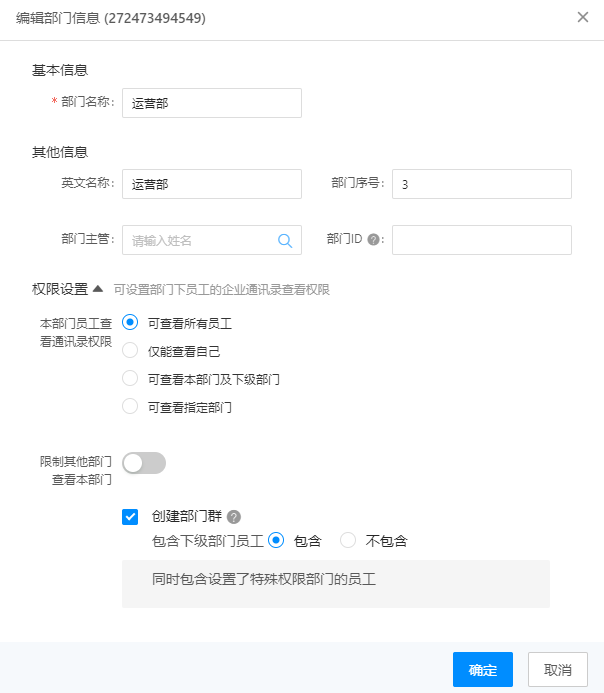 编辑部门信息 (272473494549)
基本信息
* 部门名称: 运营部
其他信息
英文名称: 运营部 部门序号: 3
部门主管: 请输入姓名 部门ID ?:
权限设置 可设置部门下员工的企业通讯录查看权限
本部门员工查 可查看所有员工
看通讯录权限
仅能查看自己
可查看本部门及下级部门
可查看指定部门
限制其他部门
查看本部门
创建部门群 ?
包含下级部门员工 包含 不包含
同时包含设置了特殊权限部门的员工
确定 取消